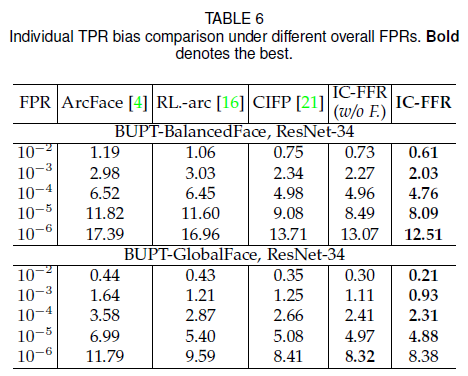 TABLE 6
Individual TPR bias comparison under different overall FPRs. Bold
denotes the best.
FPR ArcFace [4] RL.-arc [16] CIFP [21] IC-FFR (w/o F.) IC-FFR
BUPT-BalancedFace, ResNet-34
10⁻² 1.19 1.06 0.75 0.73 0.61
10⁻³ 2.98 3.03 2.34 2.27 2.03
10⁻⁴ 6.52 6.45 4.98 4.96 4.76
10⁻⁵ 11.82 11.60 9.08 8.49 8.09
10⁻⁶ 17.39 16.96 13.71 13.07 12.51
BUPT-GlobalFace, ResNet-34
10⁻² 0.44 0.43 0.35 0.30 0.21
10⁻³ 1.64 1.21 1.25 1.11 0.93
10⁻⁴ 3.58 2.87 2.66 2.41 2.31
10⁻⁵ 6.99 5.40 5.08 4.97 4.88
10⁻⁶ 11.79 9.59 8.41 8.32 8.38